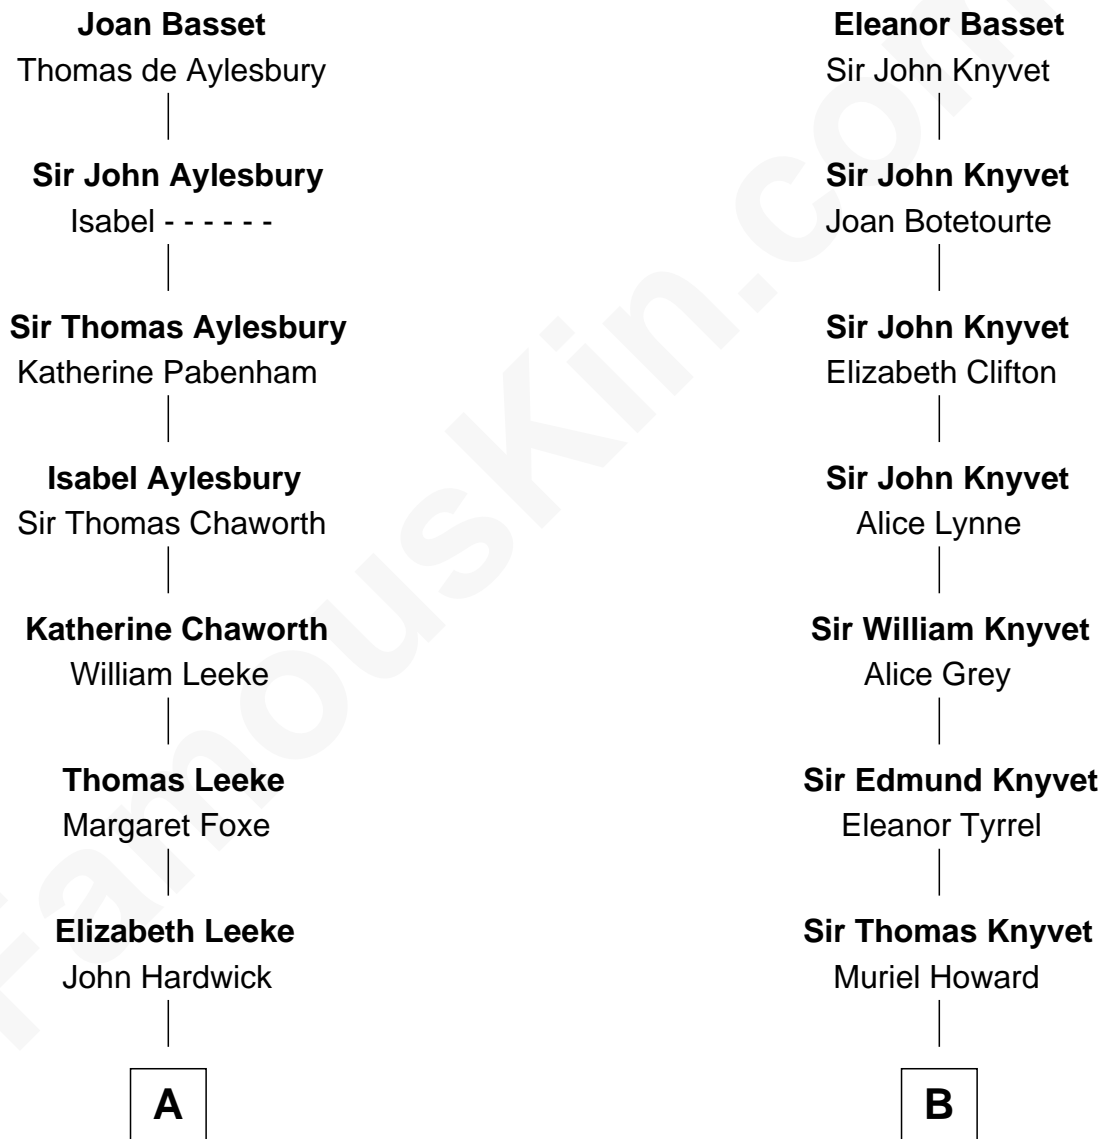 Joan Basset
Thomas de Aylesbury
Sir John Aylesbury
Isabel - - - - - -
Sir Thomas Aylesbury
Katherine Pabenham
Isabel Aylesbury
Sir Thomas Chaworth
Katherine Chaworth
William Leeke
Thomas Leeke
Margaret Foxe
Elizabeth Leeke
John Hardwick
A
Eleanor Basset
Sir John Knyvet
Sir John Knyvet
Joan Botetourte
Sir John Knyvet
Elizabeth Clifton
Sir John Knyvet
Alice Lynne
Sir William Knyvet
Alice Grey
Sir Edmund Knyvet
Eleanor Tyrrel
Sir Thomas Knyvet
Muriel Howard
B
FamousKin.com